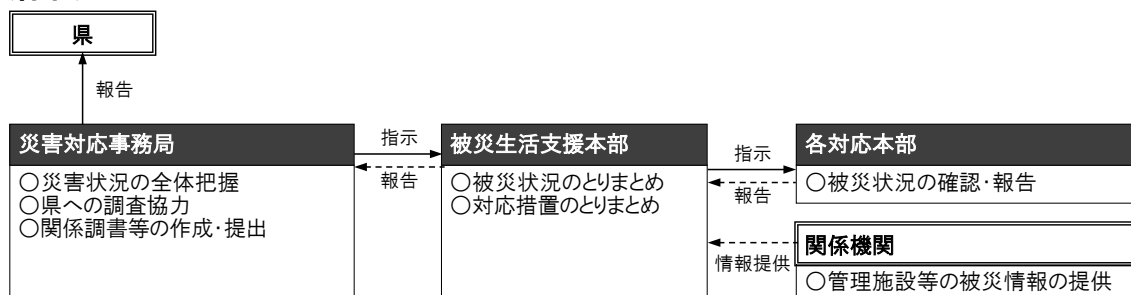 県
報告
災害対応事務局
○災害状況の全体把握
○県への調査協力
○関係調書等の作成・提出
指示
報告
被災生活支援本部
○被災状況のとりまとめ
○対応措置のとりまとめ
指示
報告
情報提供
各対応本部
○被災状況の確認・報告
関係機関
○管理施設等の被災情報の提供